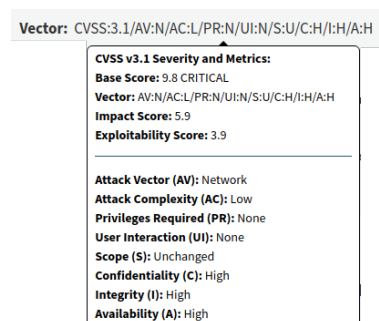 Vector: CVSS:3.1/AV:N/AC:L/PR:N/UI:N/S:U/C:H/I:H/A:H
CVSS v3.1 Severity and Metrics:
Base Score: 9.8 CRITICAL
Vector: AV:N/AC:L/PR:N/UI:N/S:U/C:H/I:H/A:H
Impact Score: 5.9
Exploitability Score: 3.9
Attack Vector (AV): Network
Attack Complexity (AC): Low
Privileges Required (PR): None
User Interaction (UI): None
Scope (S): Unchanged
Confidentiality (C): High
Integrity (I): High
Availability (A): High